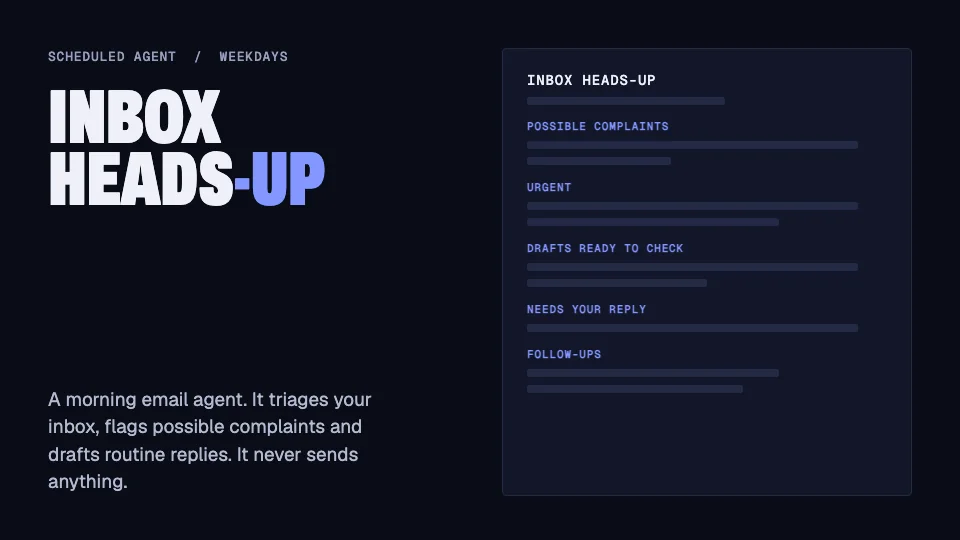 SCHEDULED AGENT / WEEKDAYS
INBOX
HEADS-UP
A morning email agent. It triages your
inbox, flags possible complaints and
drafts routine replies. It never sends
anything.
INBOX HEADS-UP
POSSIBLE COMPLAINTS
URGENT
DRAFTS READY TO CHECK
NEEDS YOUR REPLY
FOLLOW-UPS